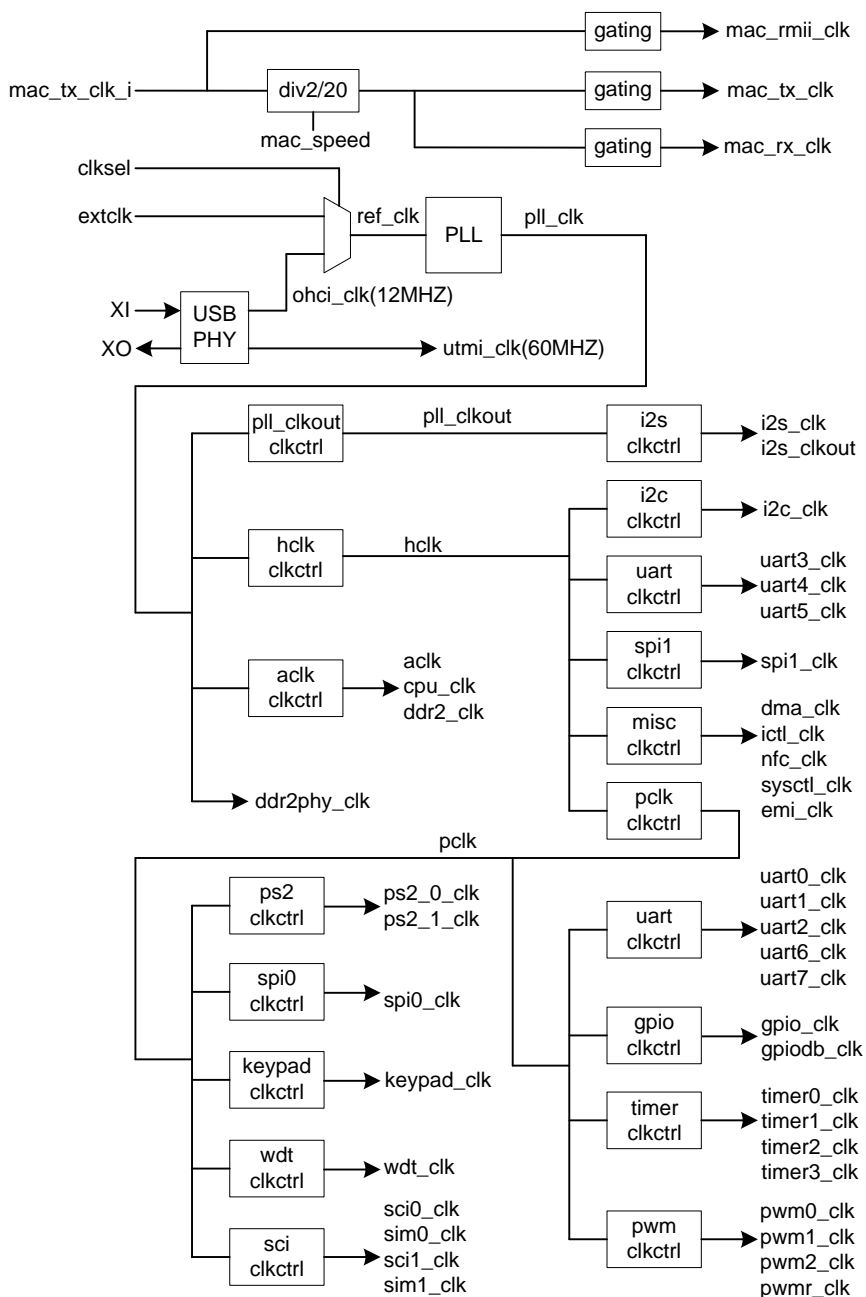 gating
mac_rmii_clk
mac_tx_clk_i
div2/20
gating
mac_tx_clk
mac_speed
gating
mac_rx_clk
clksel
extclk
ref_clk
PLL
pll_clk
ohci_clk(12MHZ)
XI
USB
PHY
XO
utmi_clk(60MHZ)
pll_clkout
clkctrl
pll_clkout
i2s
clkctrl
i2s_clk
i2s_clkout
i2c
clkctrl
i2c_clk
hclk
clkctrl
hclk
uart
clkctrl
uart3_clk
uart4_clk
uart5_clk
spi1
clkctrl
spi1_clk
aclk
clkctrl
aclk
cpu_clk
ddr2_clk
misc
clkctrl
dma_clk
ictl_clk
nfc_clk
sysctl_clk
emi_clk
ddr2phy_clk
pclk
clkctrl
pclk
ps2
clkctrl
ps2_0_clk
ps2_1_clk
uart
clkctrl
uart0_clk
uart1_clk
uart2_clk
uart6_clk
uart7_clk
spi0
clkctrl
spi0_clk
gpio
clkctrl
gpio_clk
gpiodb_clk
keypad
clkctrl
keypad_clk
timer
clkctrl
timer0_clk
timer1_clk
timer2_clk
timer3_clk
wdt
clkctrl
wdt_clk
sci
clkctrl
sci0_clk
sim0_clk
sci1_clk
sim1_clk
pwm
clkctrl
pwm0_clk
pwm1_clk
pwm2_clk
pwmr_clk